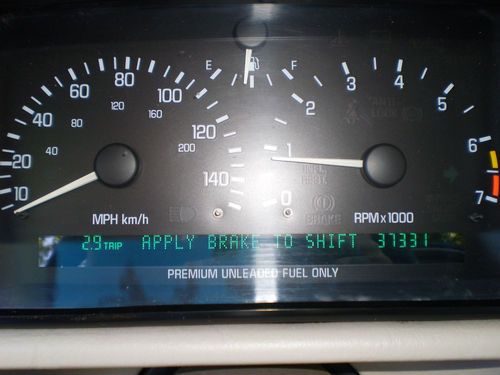 E F
10 20 40 60 80 100 120 140
40 80 120 160 200
MPH km/h
0 1 2 3 4 5 6 7
ANTI
LOCK
BRAKE
RPM x 1000
2.9 TRIP APPLY BRAKE TO SHIFT 37331
PREMIUM UNLEADED FUEL ONLY